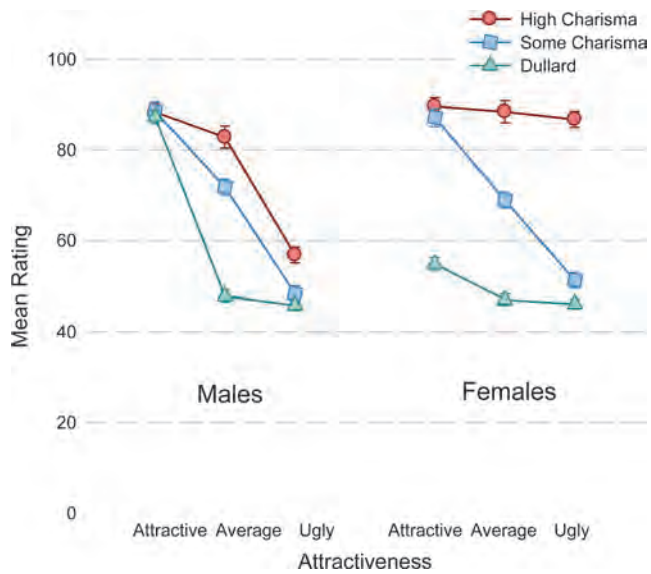 High Charisma
Some Charisma
Dullard
100
80
60
40
20
0
Mean Rating
Males
Females
Attractive Average Ugly
Attractive Average Ugly
Attractiveness